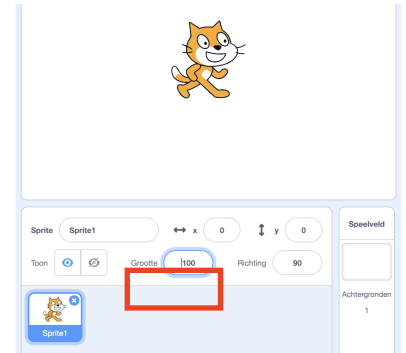 Sprite Sprite1 x 0 y 0
Toon Grootte 100 Richting 90
Sprite1
Speelveld
Achtergronden
1